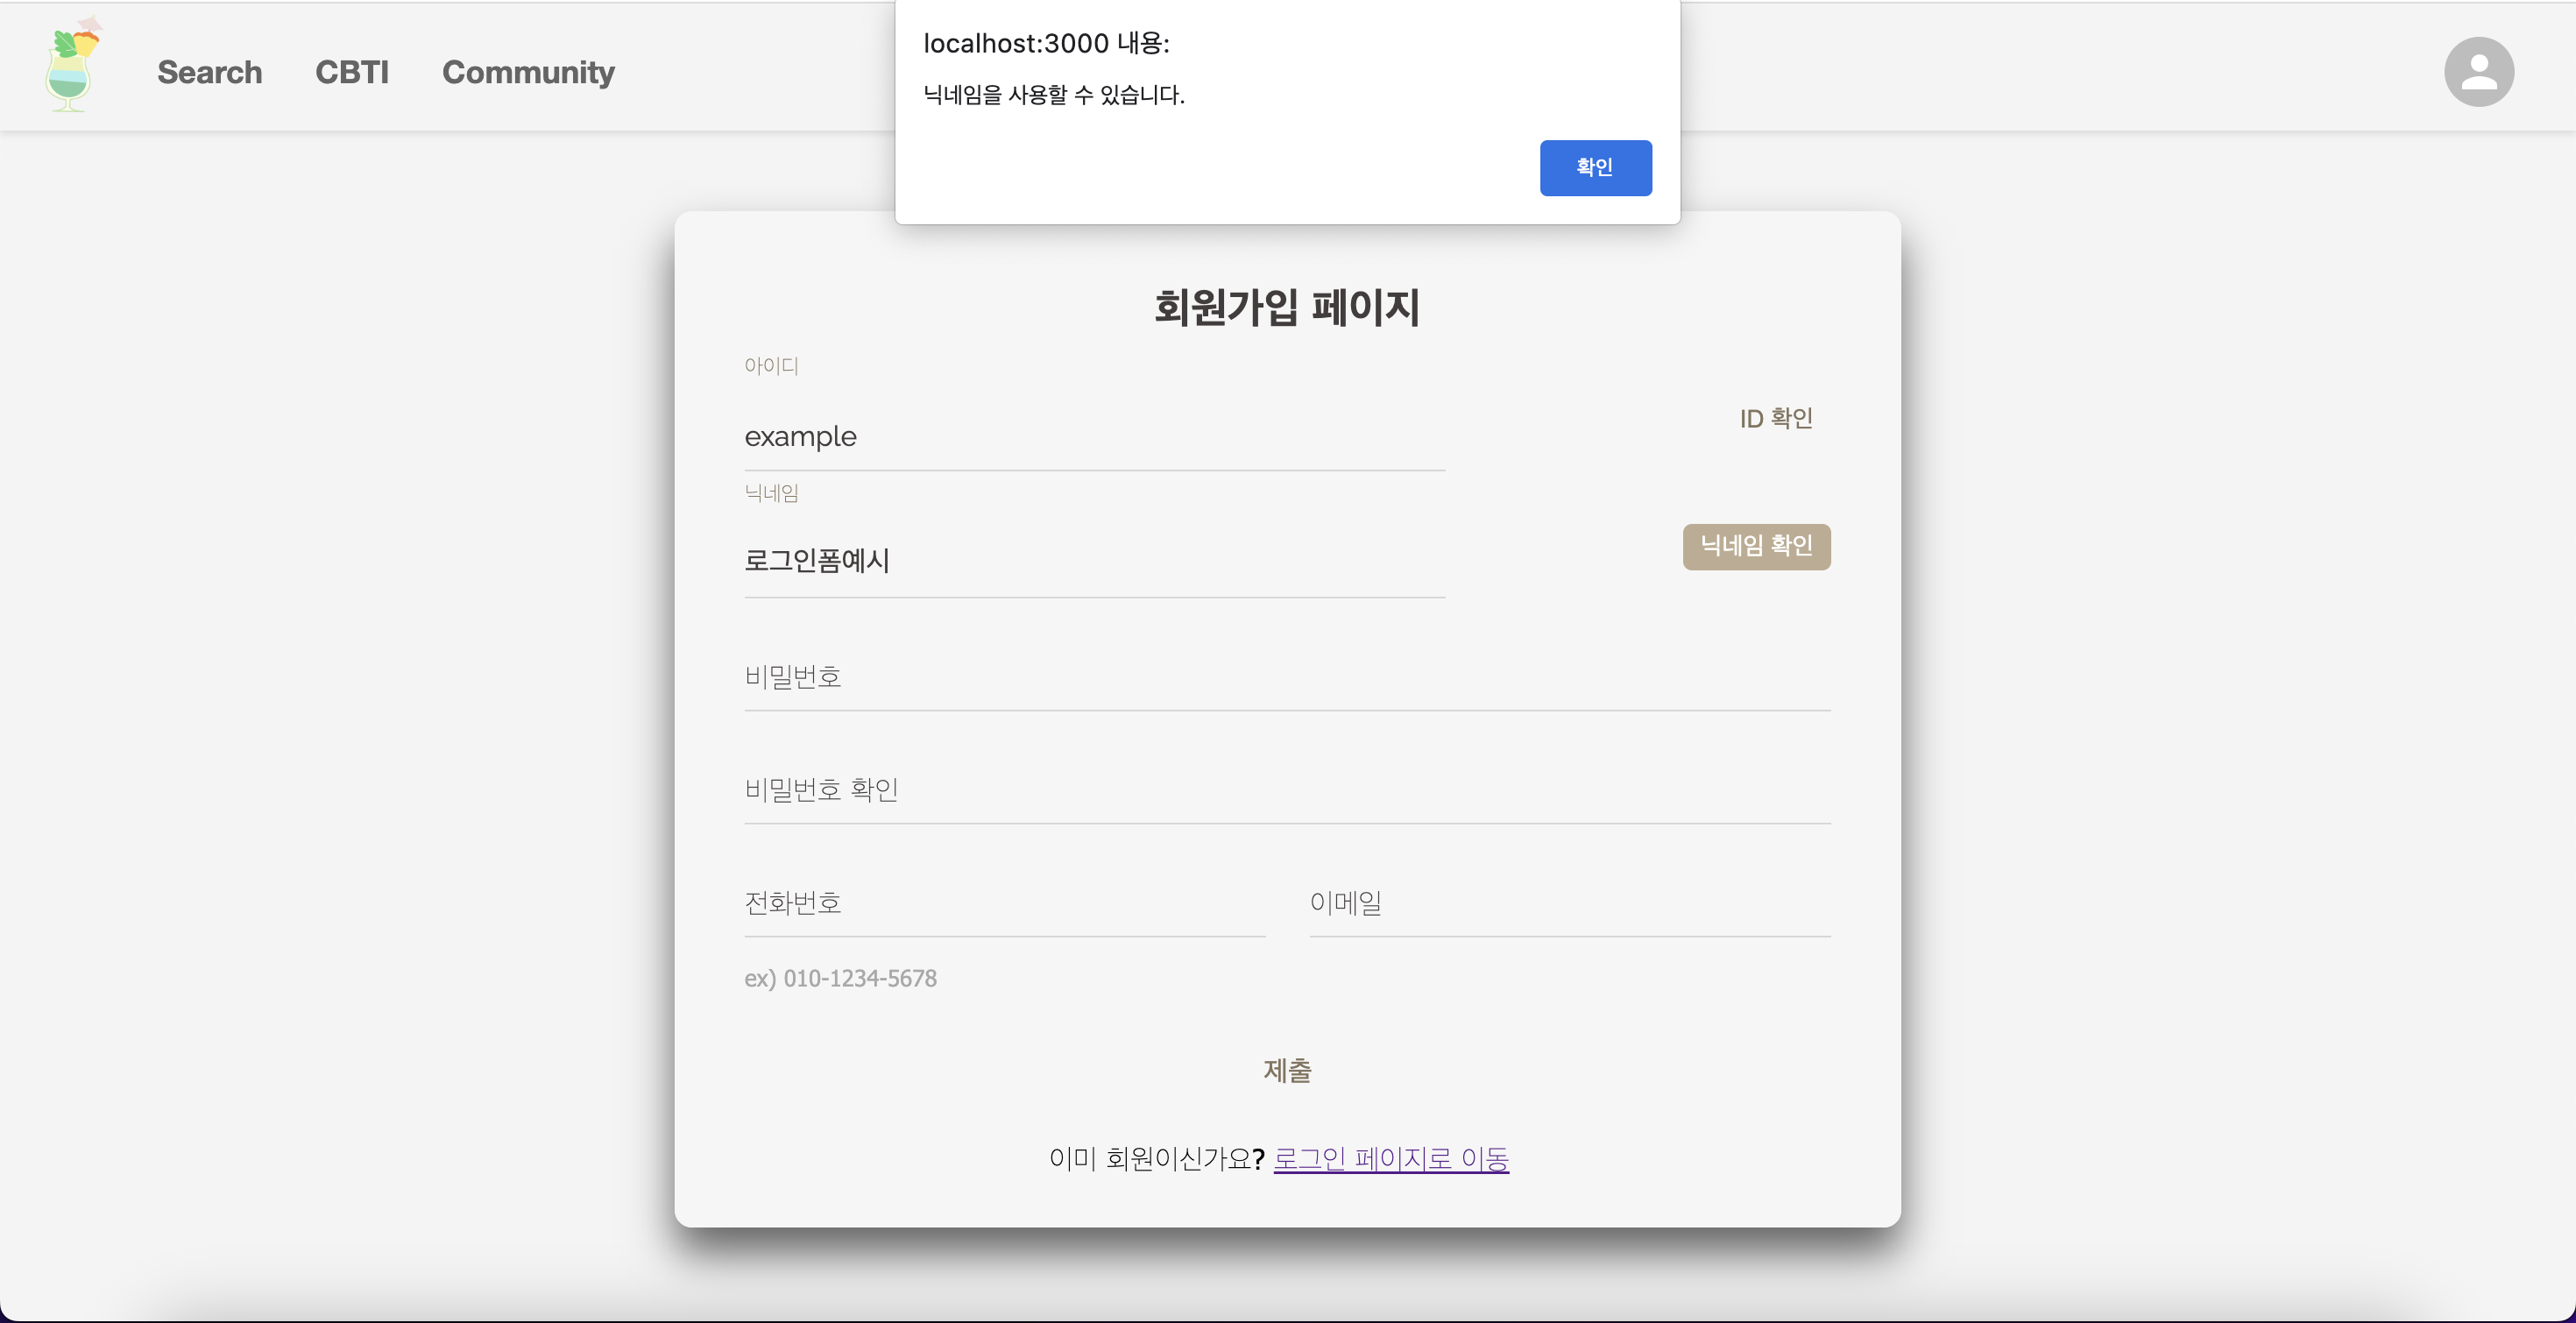 localhost:3000 내용:
닉네임을 사용할 수 있습니다.
확인
Search CBTI Community
회원가입 페이지
아이디
example
ID 확인
닉네임
로그인폼예시
닉네임 확인
비밀번호
비밀번호 확인
전화번호 이메일
ex) 010-1234-5678
제출
이미 회원이신가요? 로그인 페이지로 이동